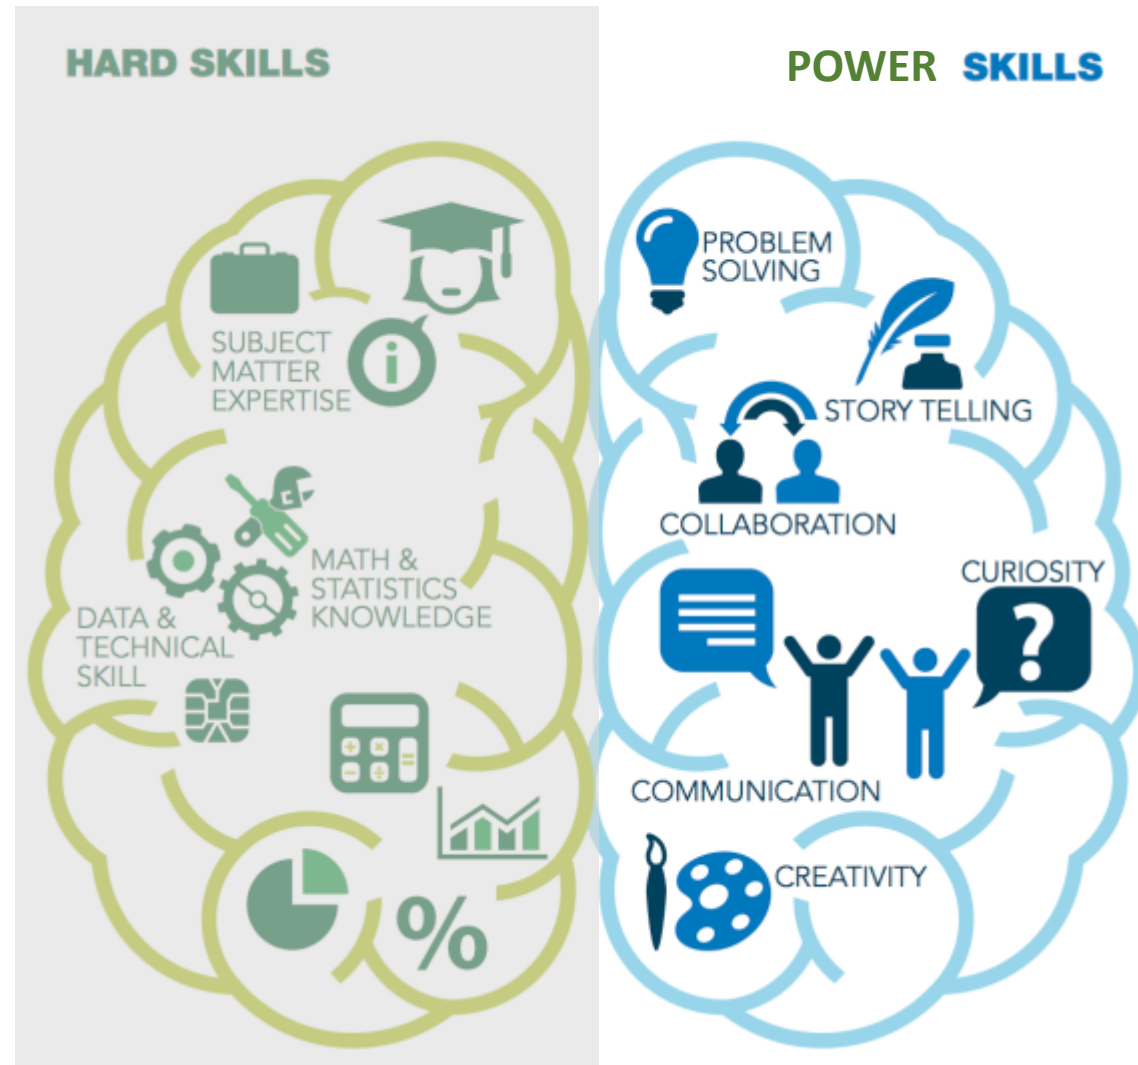 HARD SKILLS
POWER SKILLS
SUBJECT
MATTER
EXPERTISE
i
MATH &
STATISTICS
KNOWLEDGE
DATA &
TECHNICAL
SKILL
%
PROBLEM
SOLVING
STORY TELLING
COLLABORATION
CURIOSITY
?
COMMUNICATION
CREATIVITY